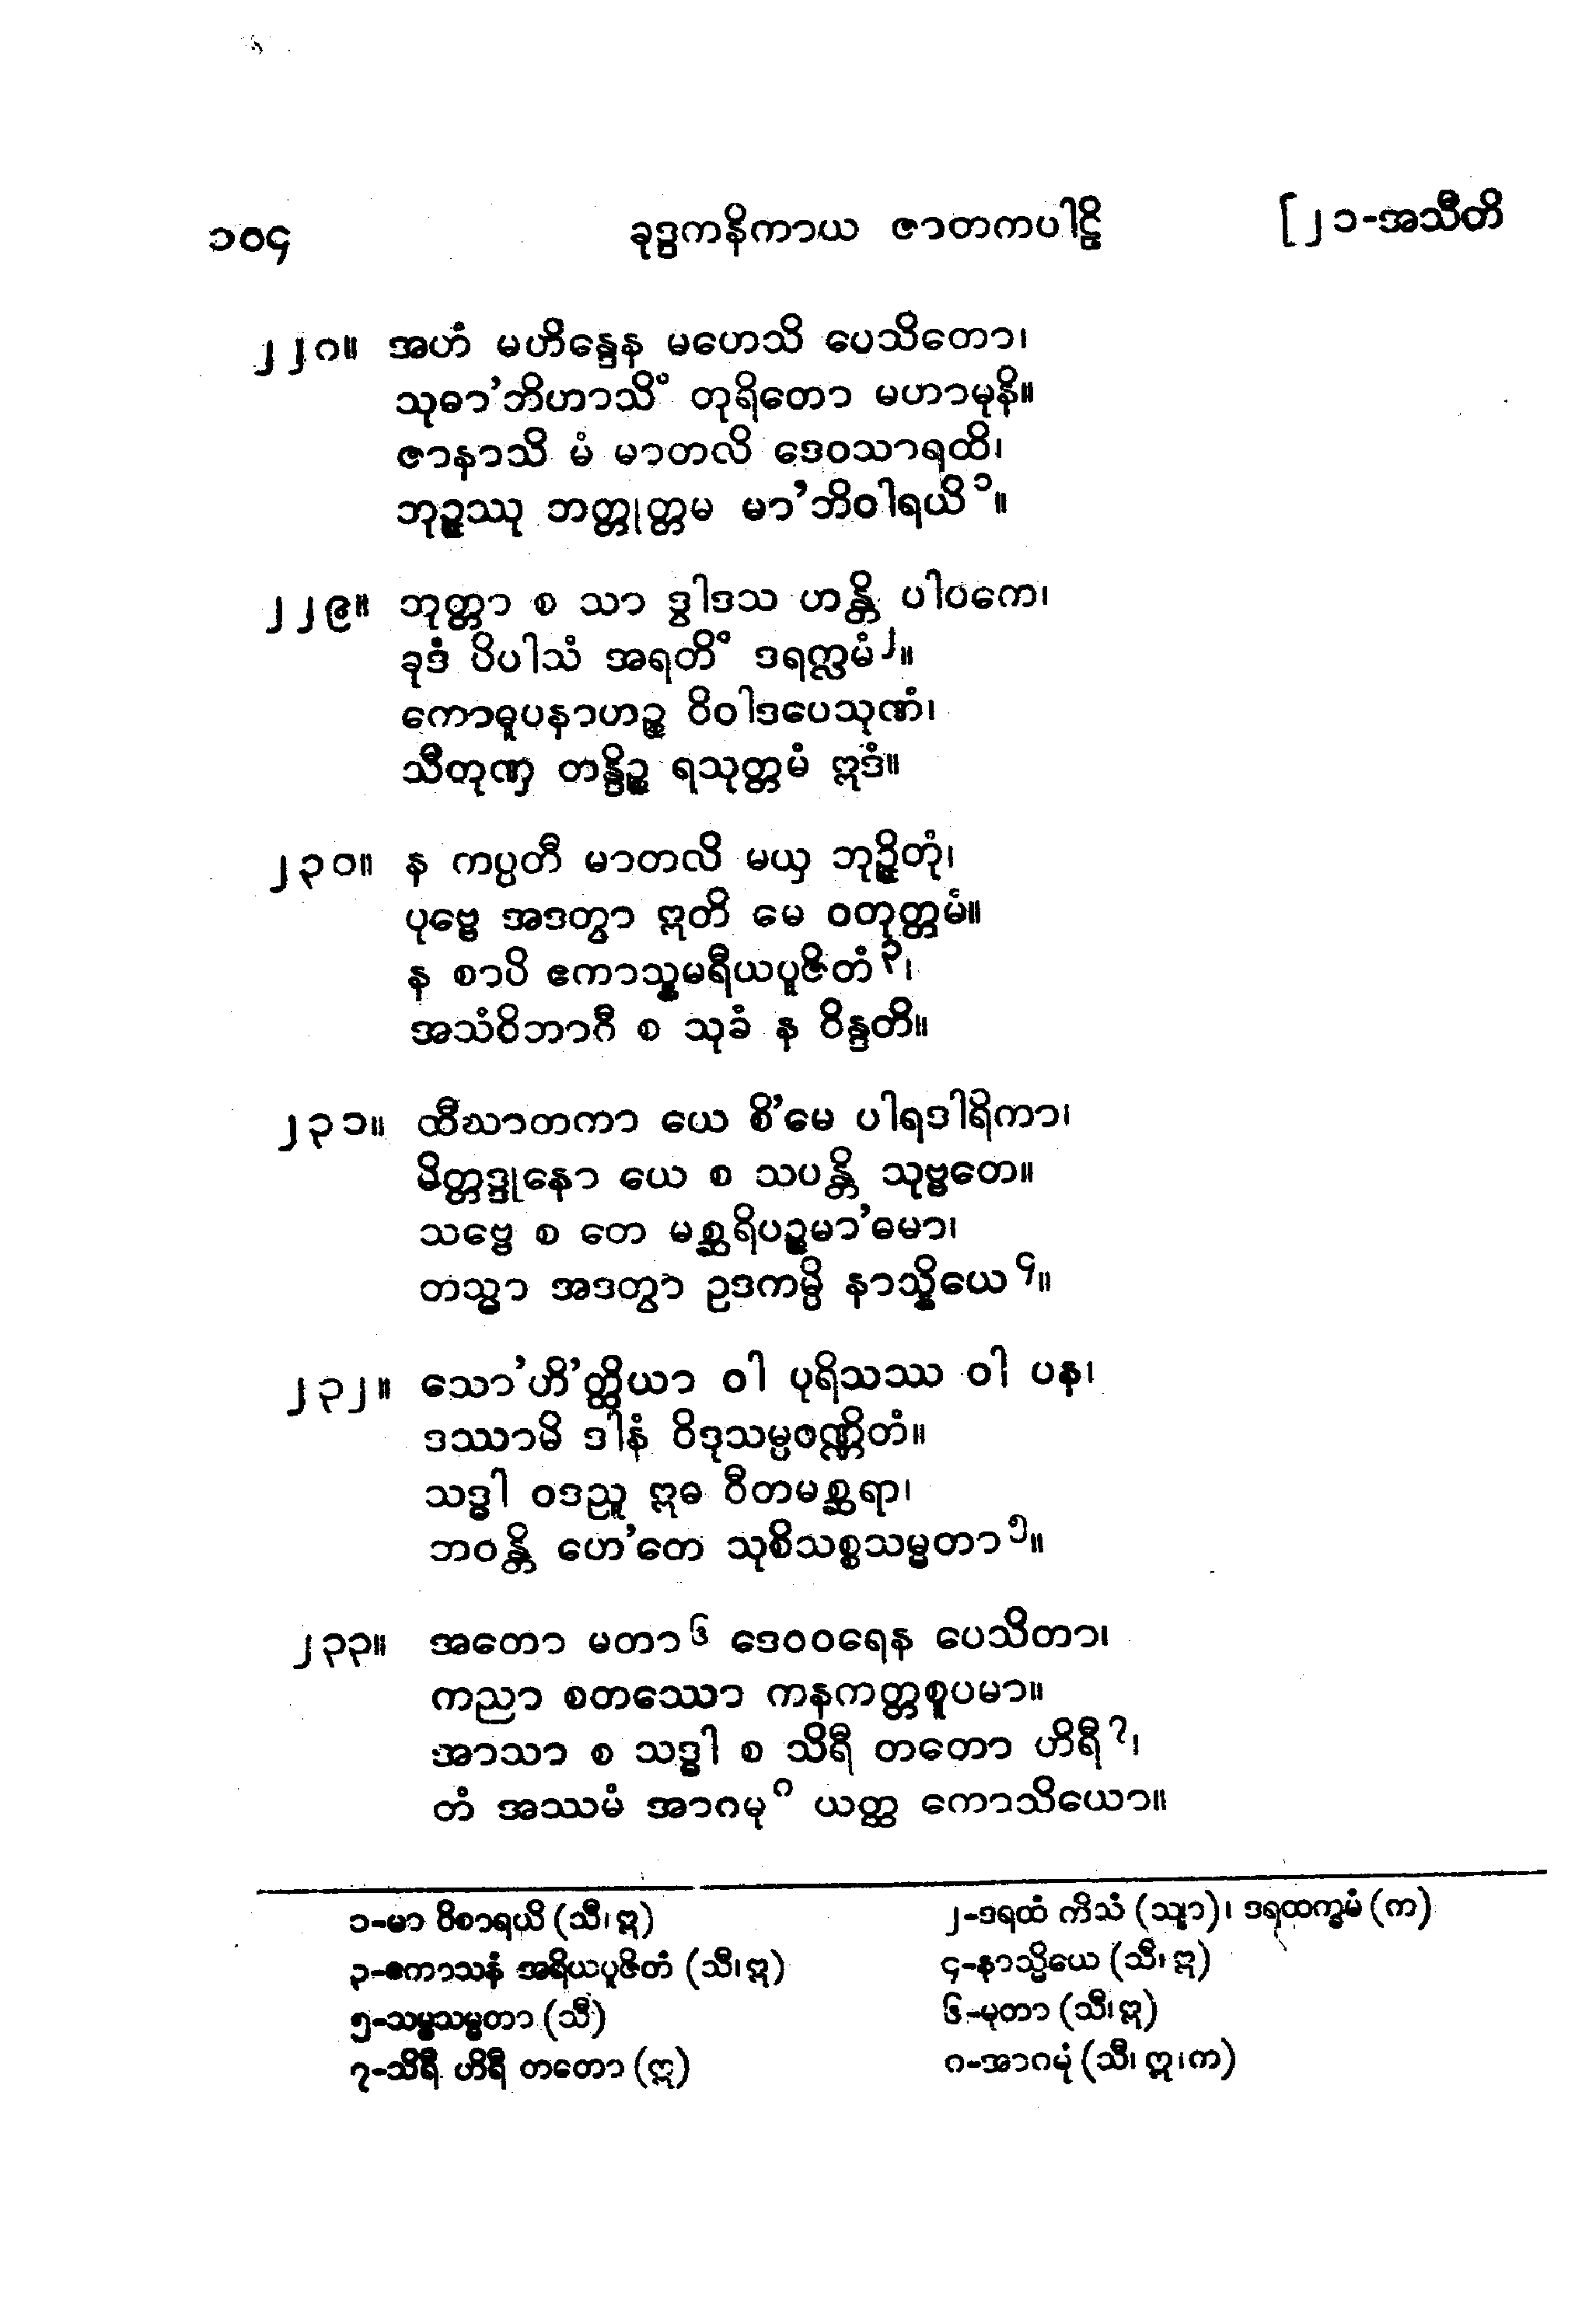 ၁၀၄ ခုဒ္ဒကနိကာယ ဇာတကပါဠိ [၂၁-အသီတိ
၂၂၈။ အဟံ မဟိန္ဒေန မဟေသိ ပေသိတော၊
သုဓာ’ဘိဟာသိံ တုရိတော မဟာမုနိ။
ဇာနာသိ မံ မာတလိ ဒေဝသာရထိ၊
ဘုဉ္ဇဿု ဘတ္တုတ္တမ မာ’ဘိဝါရယိ ၁။
၂၂၉။ ဘုတ္တာ စ သာ ဒွါဒသ ဟန္တိ ပါပကေ၊
ခုဒံ ပိပါသံ အရတိံ ဒရက္လမံ၂။
ကောဓူပနာဟဉ္စ ဝိဝါဒပေသုဏံ၊
သီတုဏှ တန္ဒိဉ္စ ရသုတ္တမံ ဣဒံ။
၂၃၀။ န ကပ္ပတီ မာတလိ မယှ ဘုဉ္ဇိတုံ၊
ပုဗ္ဗေ အဒတွာ ဣတိ မေ ဝတုတ္တမံ။
န စာပိ ဧကာသ္နမရီယပူဇိတံ၃၊
အသံဝိဘာဂီ စ သုခံ န ဝိန္ဒတိ။
၂၃၁။ ထီဃာတကာ ယေ စိ’မေ ပါရဒါရိကာ၊
မိတ္တဒ္ဒုနော ယေ စ သပန္တိ သုဗ္ဗတေ။
သဗ္ဗေ စ တေ မစ္ဆရိပဉ္စမာ’ဓမာ၊
တသ္မာ အဒတွာ ဥဒကမ္ပိ နာသ္နိယေ ၄။
၂၃၂။ သော’ဟိ’တ္ထိယာ ဝါ ပုရိသဿ ဝါ ပန၊
ဒဿာမိ ဒါနံ ဝိဒုသမ္ပဝဏ္ဏိတံ။
သဒ္ဓါ ဝဒညူ ဣဓ ဝီတမစ္ဆရာ၊
ဘဝန္တိ ဟေ’တေ သုစိသစ္စသမ္မတာ ၅။
၂၃၃။ အတော မတာ ၆ ဒေဝဝရေန ပေသိတာ၊
ကညာ စတဿော ကနကတ္တစူပမာ။
အာသာ စ သဒ္ဓါ စ သိရီ တတော ဟိရီ ၇၊
တံ အဿမံ အာဂမု ၈ ယတ္ထ ကောသိယော။
၁-မာ ဝိစာရယိ (သီ၊ ဣ) ၂-ဒရထံ ကိသံ (သျာ)၊ ဒရထက္ခမံ (က)
၃-ဧကာသနံ အရိယပူဇိတံ (သီ၊ ဣ) ၄-နာသ္မိယေ (သီ၊ ဣ)
၅-သမ္မသမ္မတာ (သီ) ၆-မုတာ (သီ၊ ဣ)
၇-သိရီ ဟိရီ တတော (ဣ) ၈-အာဂမုံ (သီ၊ ဣ၊ က)